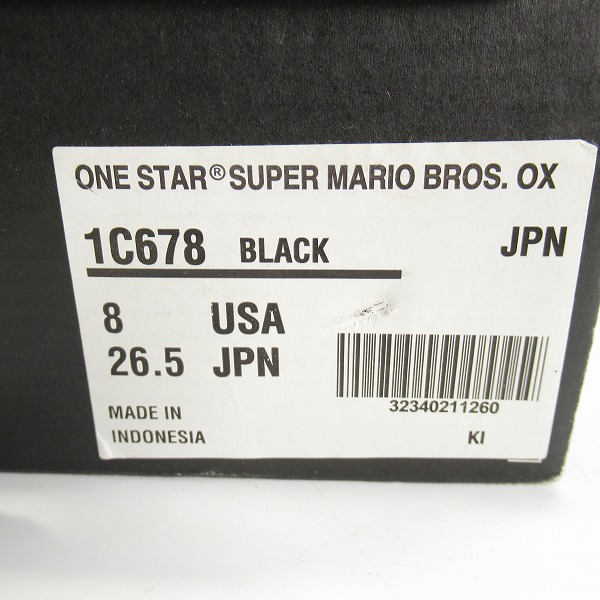 ONE STAR® SUPER MARIO BROS. OX
1C678 BLACK JPN
8 USA
26.5 JPN
32340211260
MADE IN
INDONESIA
KI